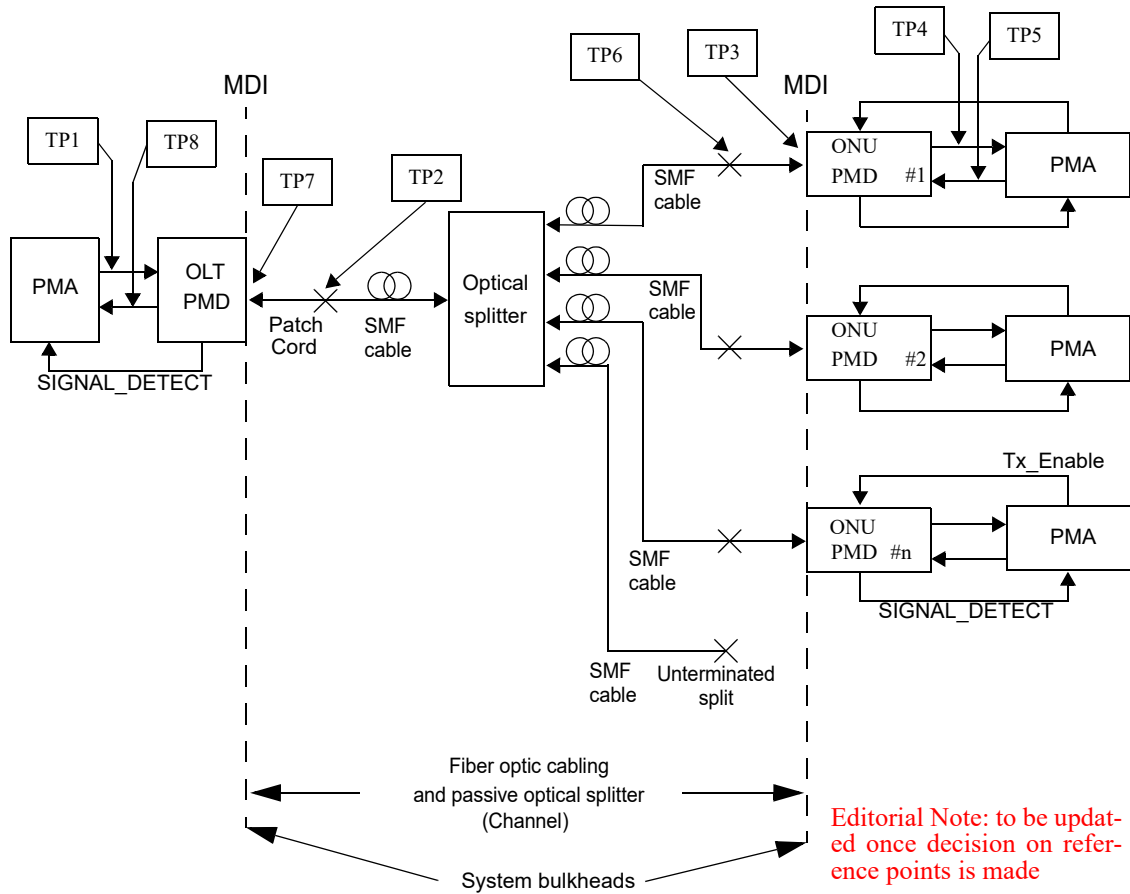 TP6
TP3
TP4
TP5
MDI
MDI
TP1
TP8
TP7
TP2
PMA
OLT
PMD
Patch
Cord
SMF
cable
SIGNAL_DETECT
Optical
splitter
SMF
cable
ONU
PMD #1
PMA
SMF
cable
ONU
PMD #2
PMA
Tx_Enable
SMF
cable
ONU
PMD #n
PMA
SIGNAL_DETECT
SMF
cable
Unterminated
split
Fiber optic cabling
and passive optical splitter
(Channel)
System bulkheads
Editorial Note: to be updat-
ed once decision on refer-
ence points is made